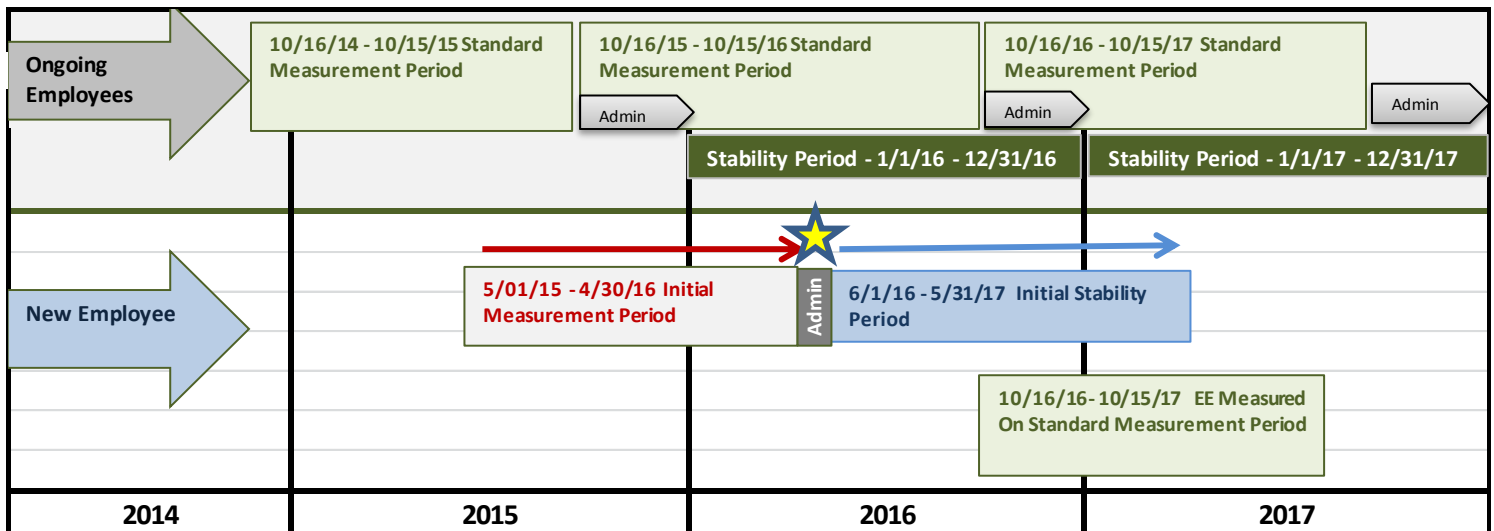 Ongoing
Employees
10/16/14 - 10/15/15 Standard
Measurement Period
10/16/15 - 10/15/16 Standard
Measurement Period
10/16/16 - 10/15/17 Standard
Measurement Period
Admin
Admin
Admin
Stability Period - 1/1/16 - 12/31/16
Stability Period - 1/1/17 - 12/31/17
New Employee
5/01/15 - 4/30/16 Initial
Measurement Period
Admin
6/1/16 - 5/31/17 Initial Stability
Period
10/16/16- 10/15/17 EE Measured
On Standard Measurement Period
2014
2015
2016
2017